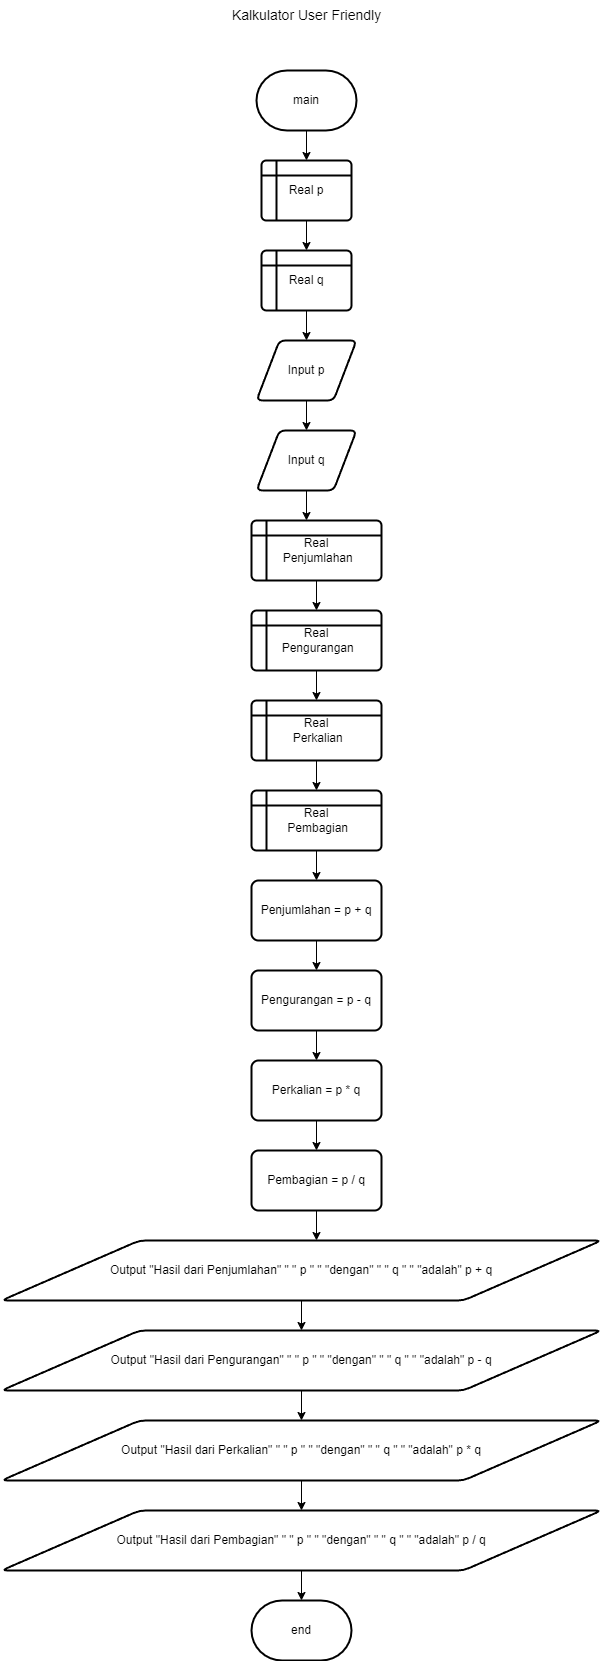 Kalkulator User Friendly
main
Real p
Real q
Input p
Input q
Real
Penjumlahan
Real
Pengurangan
Real
Perkalian
Real
Pembagian
Penjumlahan = p + q
Pengurangan = p - q
Perkalian = p * q
Pembagian = p / q
Output "Hasil dari Penjumlahan" " " p " " "dengan" " " q " " "adalah" p + q
Output "Hasil dari Pengurangan" " " p " " "dengan" " " q " " "adalah" p - q
Output "Hasil dari Perkalian" " " p " " "dengan" " " q " " "adalah" p * q
Output "Hasil dari Pembagian" " " p " " "dengan" " " q " " "adalah" p / q
end